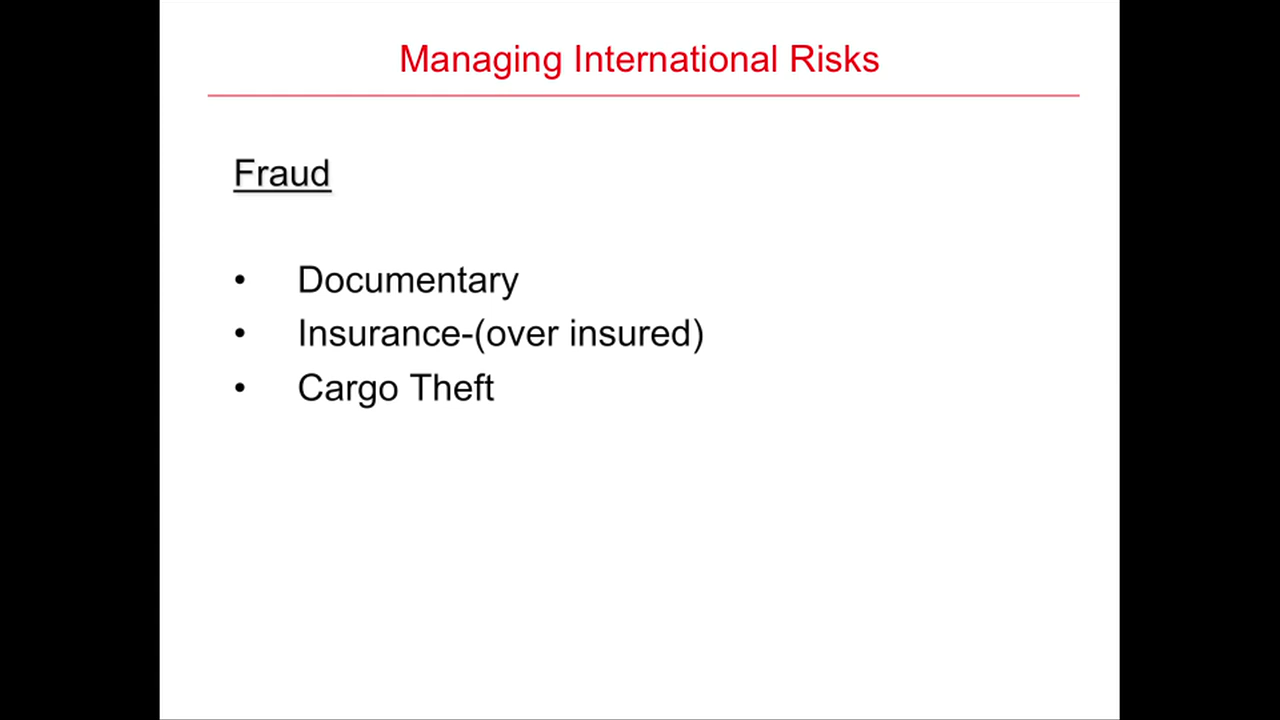 Managing International Risks
Fraud
• Documentary
• Insurance-(over insured)
• Cargo Theft